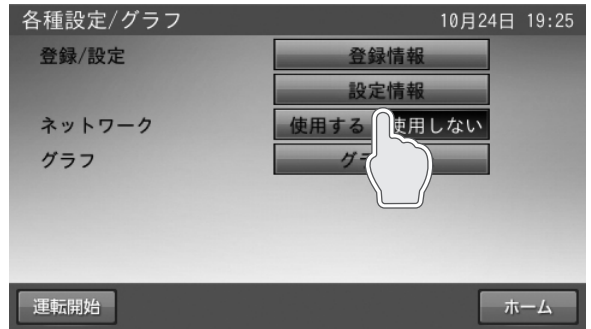 各種設定/グラフ 10月24日 19:25
登録/設定 登録情報
設定情報
ネットワーク 使用する 使用しない
グラフ グラ
運転開始 ホーム